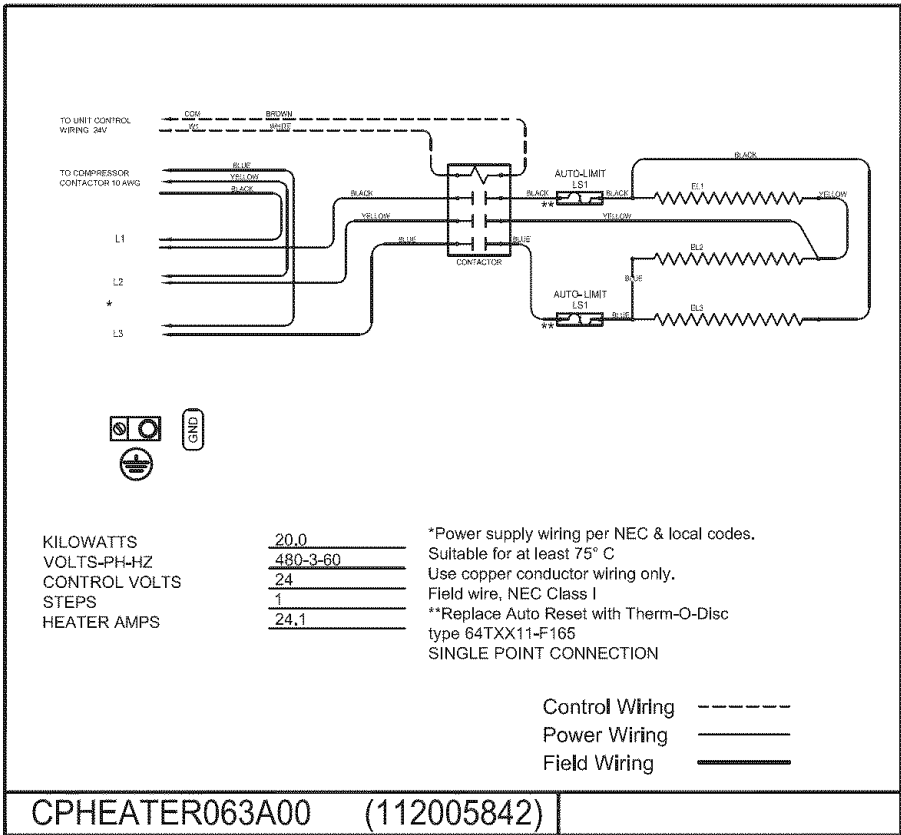 COM BROWN
TO UNIT CONTROL
WIRING 24V
WHITE
BLUE
TO COMPRESSOR
CONTACTOR 10 AWG
YELLOW
BLACK
BLACK
BLACK
AUTO-LIMIT
LS1
BLACK
**
BLACK
EL1
YELLOW
L1
YELLOW
YELLOW
BLUE
BLUE
CONTACTOR
EL2
L2
BLUE
*
AUTO-LIMIT
LS1
BLUE
**
EL3
L3
GND
KILOWATTS 20.0
VOLTS-PH-HZ 480-3-60
CONTROL VOLTS 24
STEPS 1
HEATER AMPS 24.1
*Power supply wiring per NEC & local codes.
Suitable for at least 75° C
Use copper conductor wiring only.
Field wire, NEC Class I
**Replace Auto Reset with Therm-O-Disc
type 64TXX11-F165
SINGLE POINT CONNECTION
Control Wiring
Power Wiring
Field Wiring
CPHEATER063A00 (112005842)